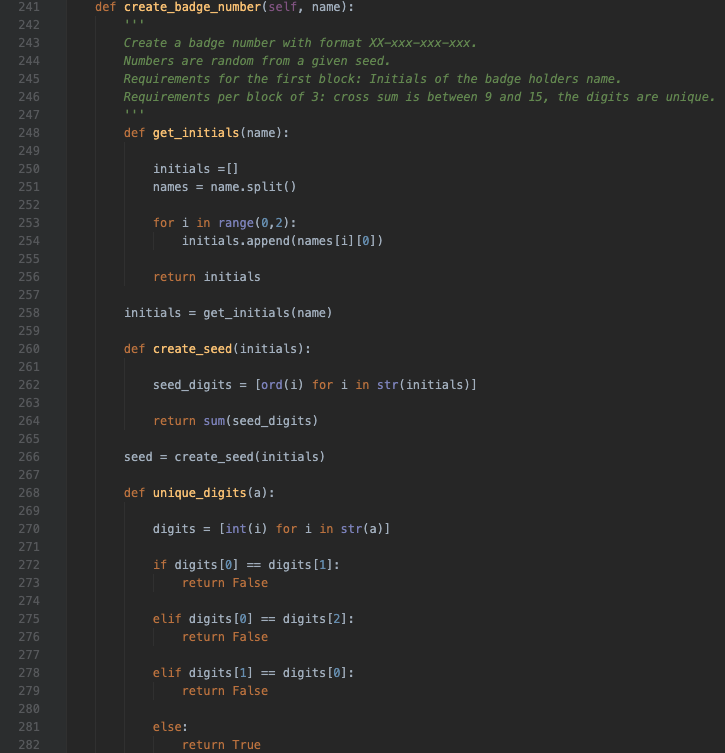 241 def create_badge_number(self, name):
242 '''
243 Create a badge number with format XX-xxx-xxx-xxx.
244 Numbers are random from a given seed.
245 Requirements for the first block: Initials of the badge holders name.
246 Requirements per block of 3: cross sum is between 9 and 15, the digits are unique.
247 '''
248 def get_initials(name):
249
250 initials =[]
251 names = name.split()
252
253 for i in range(0,2):
254 initials.append(names[i][0])
255
256 return initials
257
258 initials = get_initials(name)
259
260 def create_seed(initials):
261
262 seed_digits = [ord(i) for i in str(initials)]
263
264 return sum(seed_digits)
265
266 seed = create_seed(initials)
267
268 def unique_digits(a):
269
270 digits = [int(i) for i in str(a)]
271
272 if digits[0] == digits[1]:
273 return False
274
275 elif digits[0] == digits[2]:
276 return False
277
278 elif digits[1] == digits[0]:
279 return False
280
281 else:
282 return True